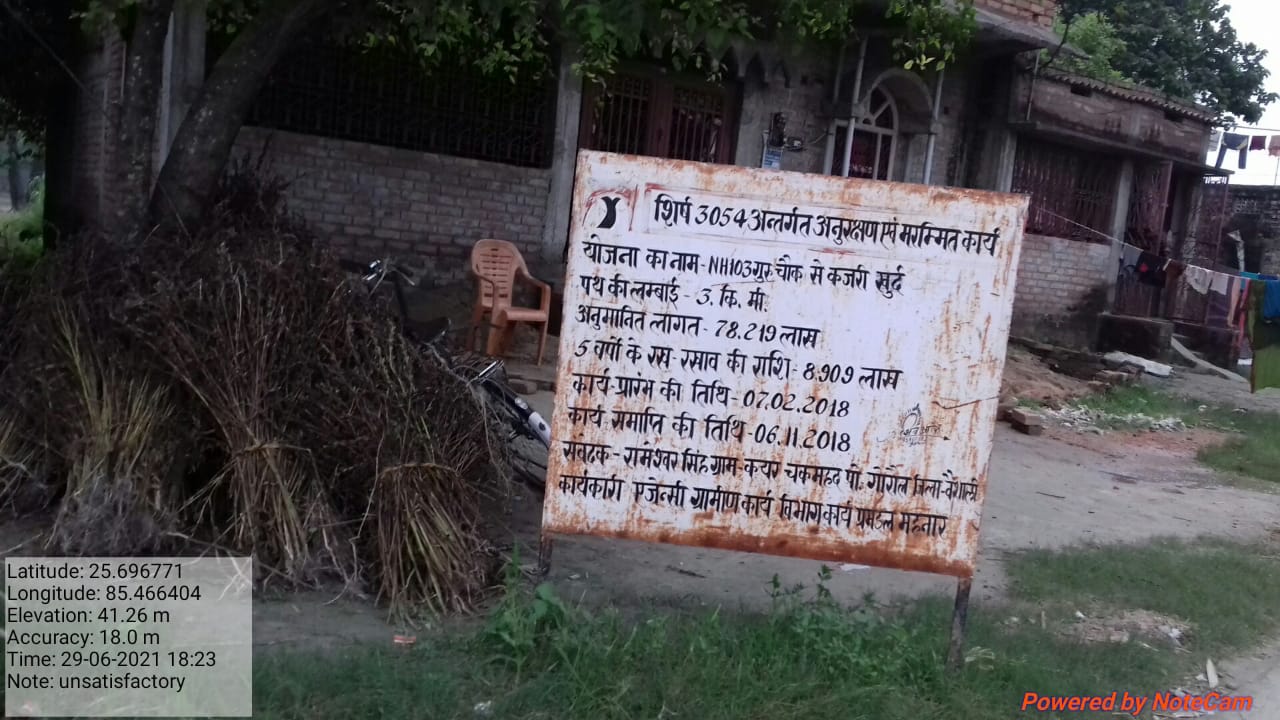 शिर्ष 3054 अन्तर्गत अनुरक्षण एवं मरम्मित कार्य
योजना का नाम - NH103 गुरु चौक से कजरी खुर्द
पथ की लम्बाई - 3. कि. मी.
अनुमानित लागत - 78.219 लाख
5 वर्षो के रख-रखाव की राशि - 8.909 लाख
कार्य प्रारंभ की तिथि - 07.02.2018
कार्य समाप्ति की तिथि - 06.11.2018
संवेदक - रामेश्वर सिंह ग्राम - कयर चकमहद पो. गोरौल जिला - वैशाली
कार्यकारी एजेन्सी ग्रामीण कार्य विभाग कार्य प्रमंडल महनार
Latitude: 25.696771
Longitude: 85.466404
Elevation: 41.26 m
Accuracy: 18.0 m
Time: 29-06-2021 18:23
Note: unsatisfactory
Powered by NoteCam